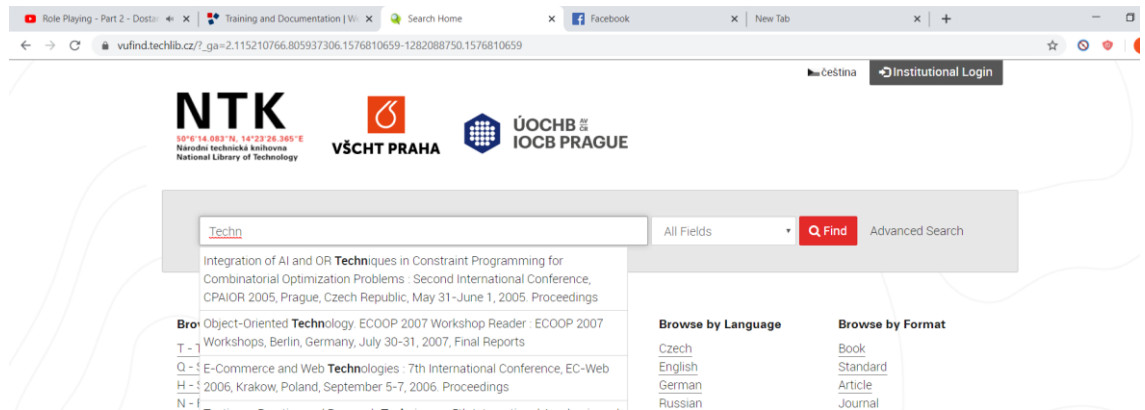 Role Playing - Part 2 - Dostar
Training and Documentation | W
Search Home
Facebook
New Tab
vufind.techlib.cz/?_ga=2.115210766.805937306.1576810659-1282088750.1576810659
čeština
Institutional Login
NTK
50°6'14.083"N, 14°23'26.365"E
Národní technická knihovna
National Library of Technology
VŠCHT PRAHA
ÚOCHB AV ČR
IOCB PRAGUE
Techn
All Fields
Find
Advanced Search
Integration of AI and OR Techniques in Constraint Programming for
Combinatorial Optimization Problems : Second International Conference,
CPAIOR 2005, Prague, Czech Republic, May 31-June 1, 2005. Proceedings
Object-Oriented Technology. ECOOP 2007 Workshop Reader : ECOOP 2007
Workshops, Berlin, Germany, July 30-31, 2007, Final Reports
E-Commerce and Web Technologies : 7th International Conference, EC-Web
2006, Krakow, Poland, September 5-7, 2006. Proceedings
Bro
T - T
Q - S
H - S
N - F
Browse by Language
Czech
English
German
Russian
Browse by Format
Book
Standard
Article
Journal